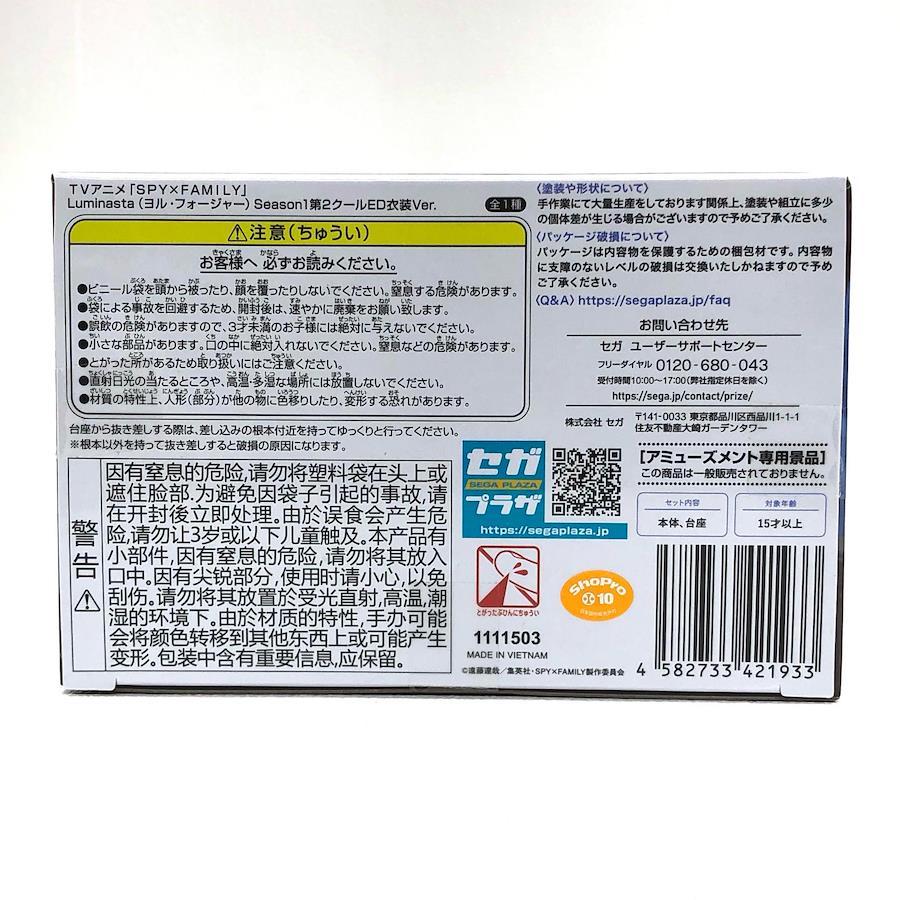 TVアニメ「SPY×FAMILY」
Luminasta〈ヨル・フォージャー〉Season1第2クールED衣装Ver.
全1種
⚠注意(ちゅうい)
きゃくさま かなら よ
お客様へ 必ずお読みください。
●ビニール袋を頭から被ったり、顔を覆ったりしないでください。窒息する危険があります。
●袋による事故を回避するため、開封後は、速やかに廃棄をお願い致します。
●誤飲の危険がありますので、3才未満のお子様には絶対に与えないでください。
●小さな部品があります。口の中に絶対入れないでください。窒息などの危険があります。
●とがった所があるため取り扱いにはご注意ください。
●直射日光の当たるところや、高温・多湿な場所には放置しないでください。
●材質の特性上、人形(部分)が他の物に色移りしたり、変形する恐れがあります。
台座から抜き差しする際は、差し込みの根本付近を持ってゆっくりと行ってください。
※根本以外を持って抜き差しすると破損の原因になります。
警告⚠
因有窒息的危险,请勿将塑料袋在头上或
遮住脸部.为避免因袋子引起的事故,请
在开封後立即处理。由於误食会产生危
险,请勿让3岁或以下儿童触及。本产品有
小部件,因有窒息的危险,请勿将其放入
口中。因有尖锐部分,使用时请小心,以免
刮伤。请勿将其放置於受光直射,高温,潮
湿的环境下。由於材质的特性,手办可能
会将颜色转移到其他东西上或可能产生
变形。包装中含有重要信息,应保留。
〈塗装や形状について〉
手作業にて大量生産をしております関係上、塗装や組立に多少
の個体差が生じる場合がございますので予めご了承ください。
〈パッケージ破損について〉
パッケージは内容物を保護するための梱包材です。内容物
に支障のないレベルの破損は交換いたしかねますので予め
ご了承ください。
〈Q&A〉https://segaplaza.jp/faq
お問い合わせ先
セガ ユーザーサポートセンター
フリーダイヤル 0120-680-043
受付時間10:00〜17:00(弊社指定休日を除く)
https://sega.jp/contact/prize/
株式会社 セガ
〒141-0033 東京都品川区西品川1-1-1
住友不動産大崎ガーデンタワー
セガ
SEGA PLAZA
プラザ
https://segaplaza.jp
[アミューズメント専用景品]
この商品は一般販売されておりません。
セット内容
本体、台座
対象年齢
15才以上
とがったぶひんにちゅうい
ShoPro
10
1111503
MADE IN VIETNAM
©遠藤達哉/集英社・SPY×FAMILY製作委員会
4 582733 421933